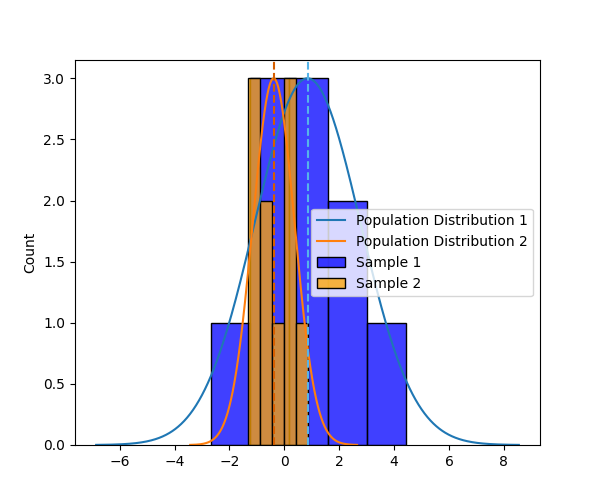 3.0
2.5
2.0
1.5
1.0
0.5
0.0
Count
Population Distribution 1
Population Distribution 2
Sample 1
Sample 2
−6 −4 −2 0 2 4 6 8